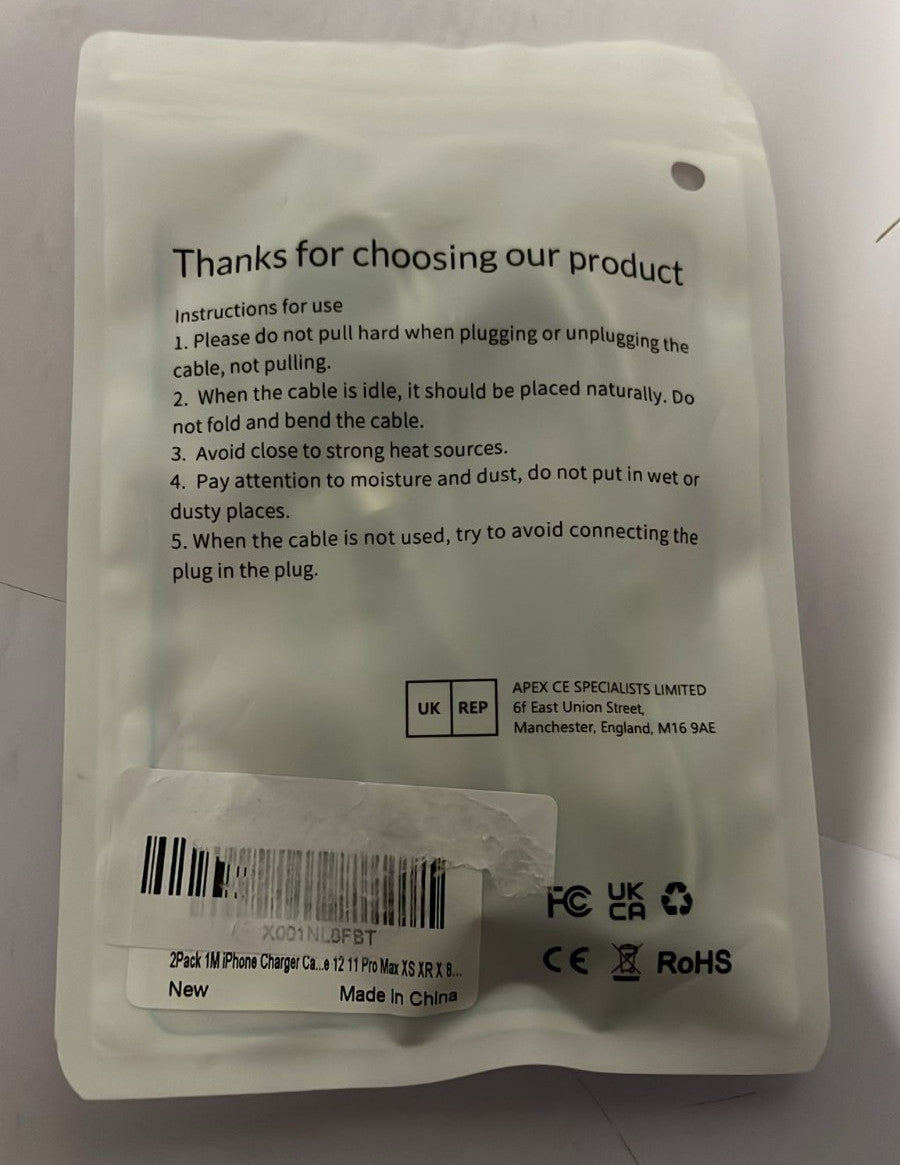 Thanks for choosing our product
Instructions for use
1. Please do not pull hard when plugging or unplugging the
cable, not pulling.
2. When the cable is idle, it should be placed naturally. Do
not fold and bend the cable.
3. Avoid close to strong heat sources.
4. Pay attention to moisture and dust, do not put in wet or
dusty places.
5. When the cable is not used, try to avoid connecting the
plug in the plug.
UK REP
APEX CE SPECIALISTS LIMITED
6f East Union Street,
Manchester, England, M16 9AE
FC UK CA
CE RoHS
X001NL8FBT
2Pack 1M iPhone Charger Ca...e 12 11 Pro Max XS XR X 8...
New Made in China